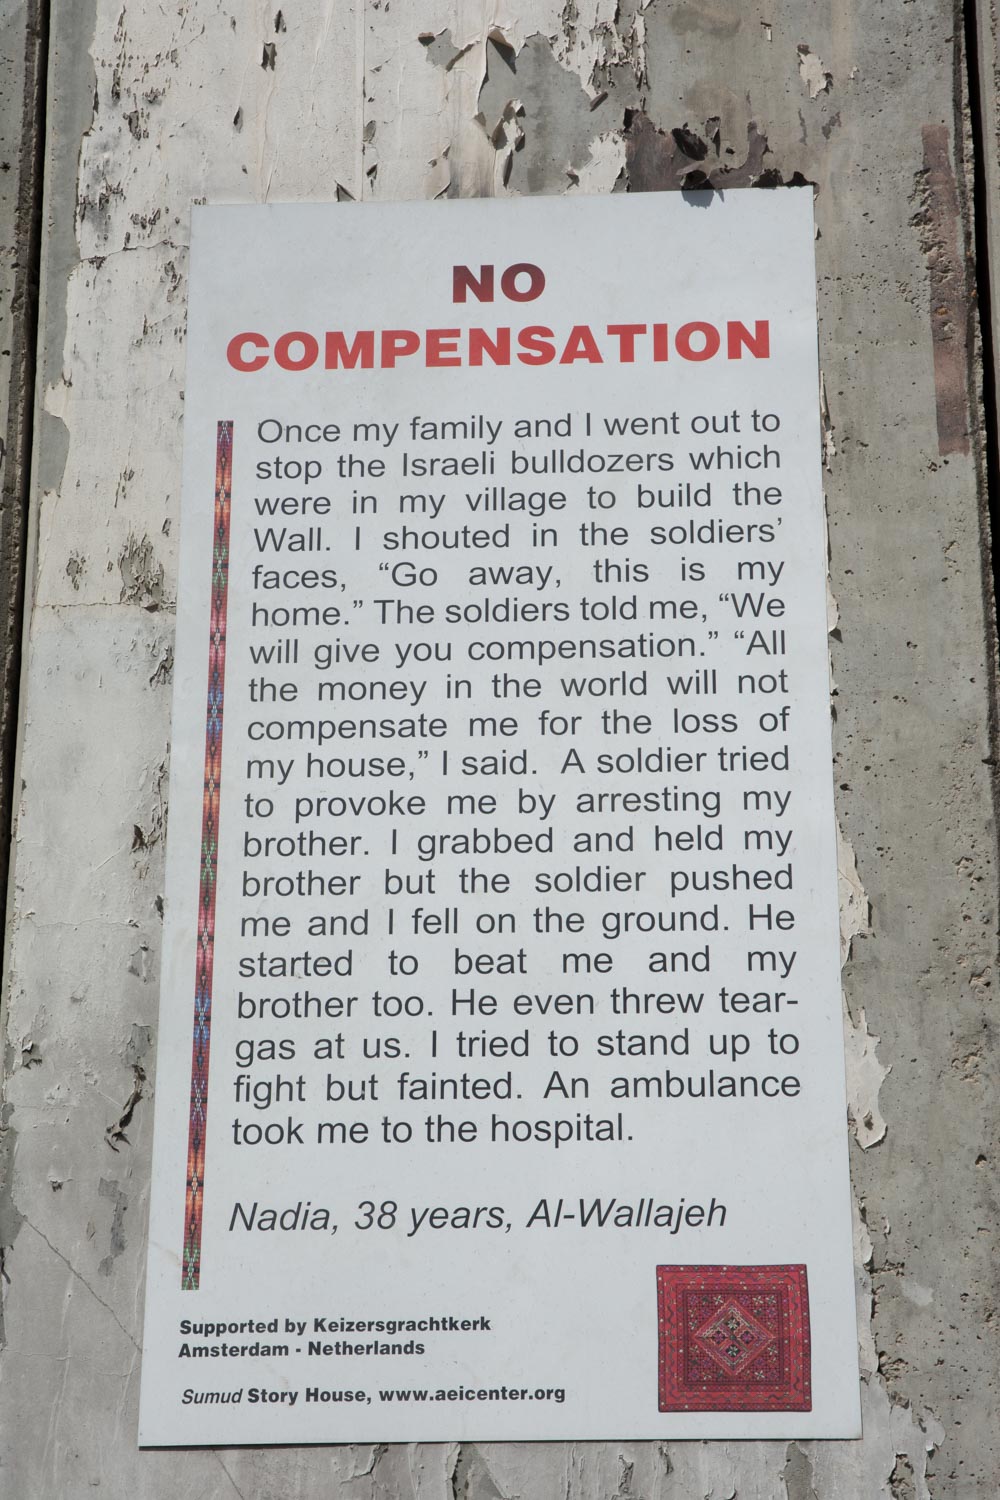 NO
COMPENSATION
Once my family and I went out to
stop the Israeli bulldozers which
were in my village to build the
Wall. I shouted in the soldiers’
faces, “Go away, this is my
home.” The soldiers told me, “We
will give you compensation.” “All
the money in the world will not
compensate me for the loss of
my house,” I said. A soldier tried
to provoke me by arresting my
brother. I grabbed and held my
brother but the soldier pushed
me and I fell on the ground. He
started to beat me and my
brother too. He even threw tear-
gas at us. I tried to stand up to
fight but fainted. An ambulance
took me to the hospital.
Nadia, 38 years, Al-Wallajeh
Supported by Keizersgrachtkerk
Amsterdam - Netherlands
Sumud Story House, www.aeicenter.org